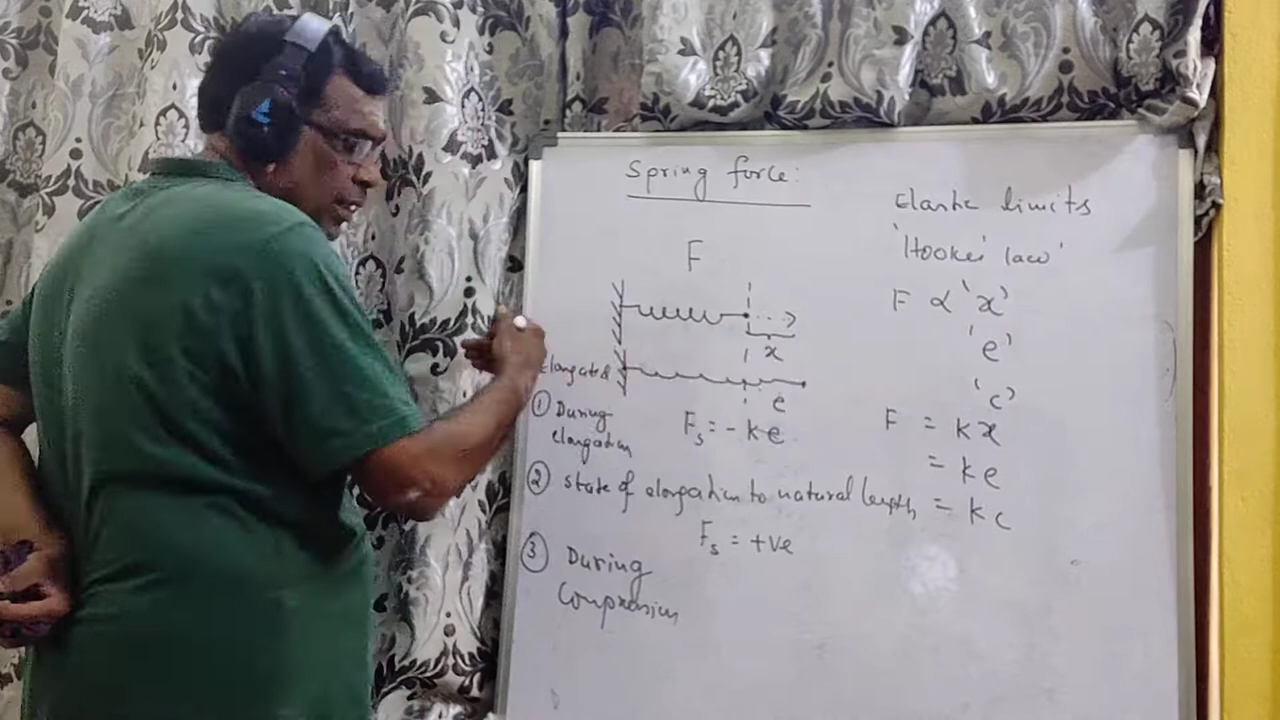 Spring force:
F
x
Elongated
e
① During
elongation
Fs = - ke
② state of elongation to natural length
Fs = +ve
③ During
Compression
Elastic limits
'Hooke's law'
F ∝ 'x'
'e'
'c'
F = kx
= ke
= kc